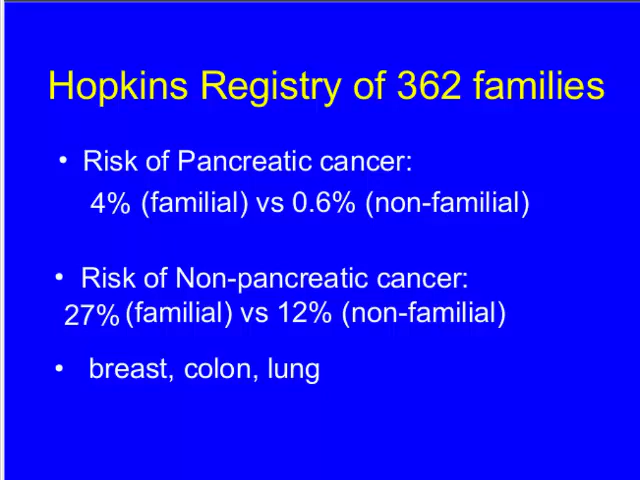 Hopkins Registry of 362 families
• Risk of Pancreatic cancer:
4% (familial) vs 0.6% (non-familial)
• Risk of Non-pancreatic cancer:
27% (familial) vs 12% (non-familial)
• breast, colon, lung